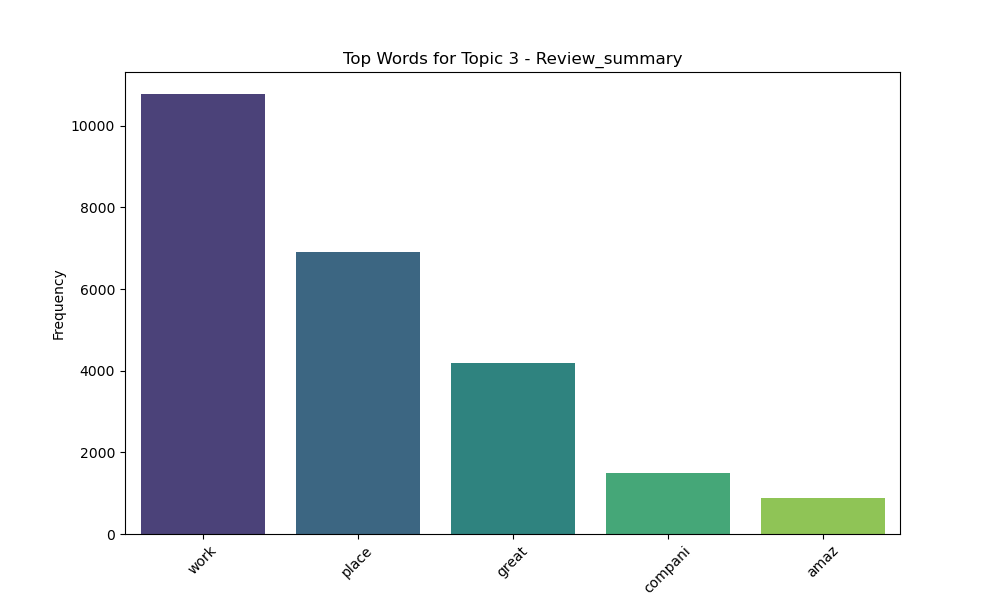 Top Words for Topic 3 - Review_summary
10000
8000
6000
4000
2000
0
Frequency
work
place
great
compani
amaz